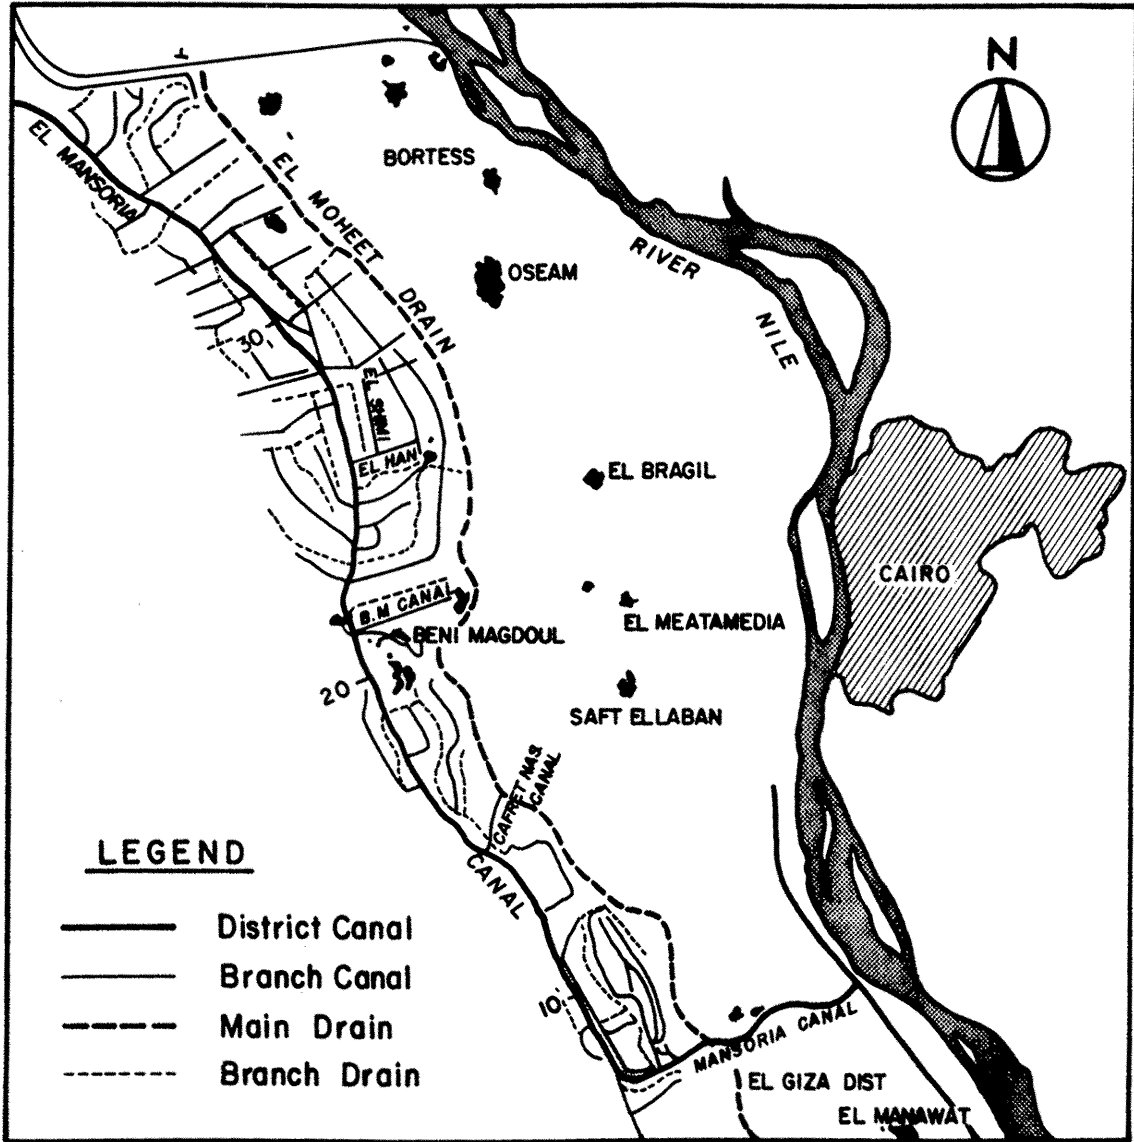 N
BORTESS
EL MANSORIA
EL MOHEET DRAIN
RIVER NILE
OSEAM
30
EL SHMI
EL HAN
EL BRAGIL
CAIRO
B.M CANAL
EL MEATAMEDIA
BENI MAGDOUL
20
SAFT ELLABAN
CAFRET NAS.
CANAL
CANAL
LEGEND
District Canal
Branch Canal
Main Drain
Branch Drain
10
MANSORIA CANAL
EL GIZA DIST
EL MANAWAT